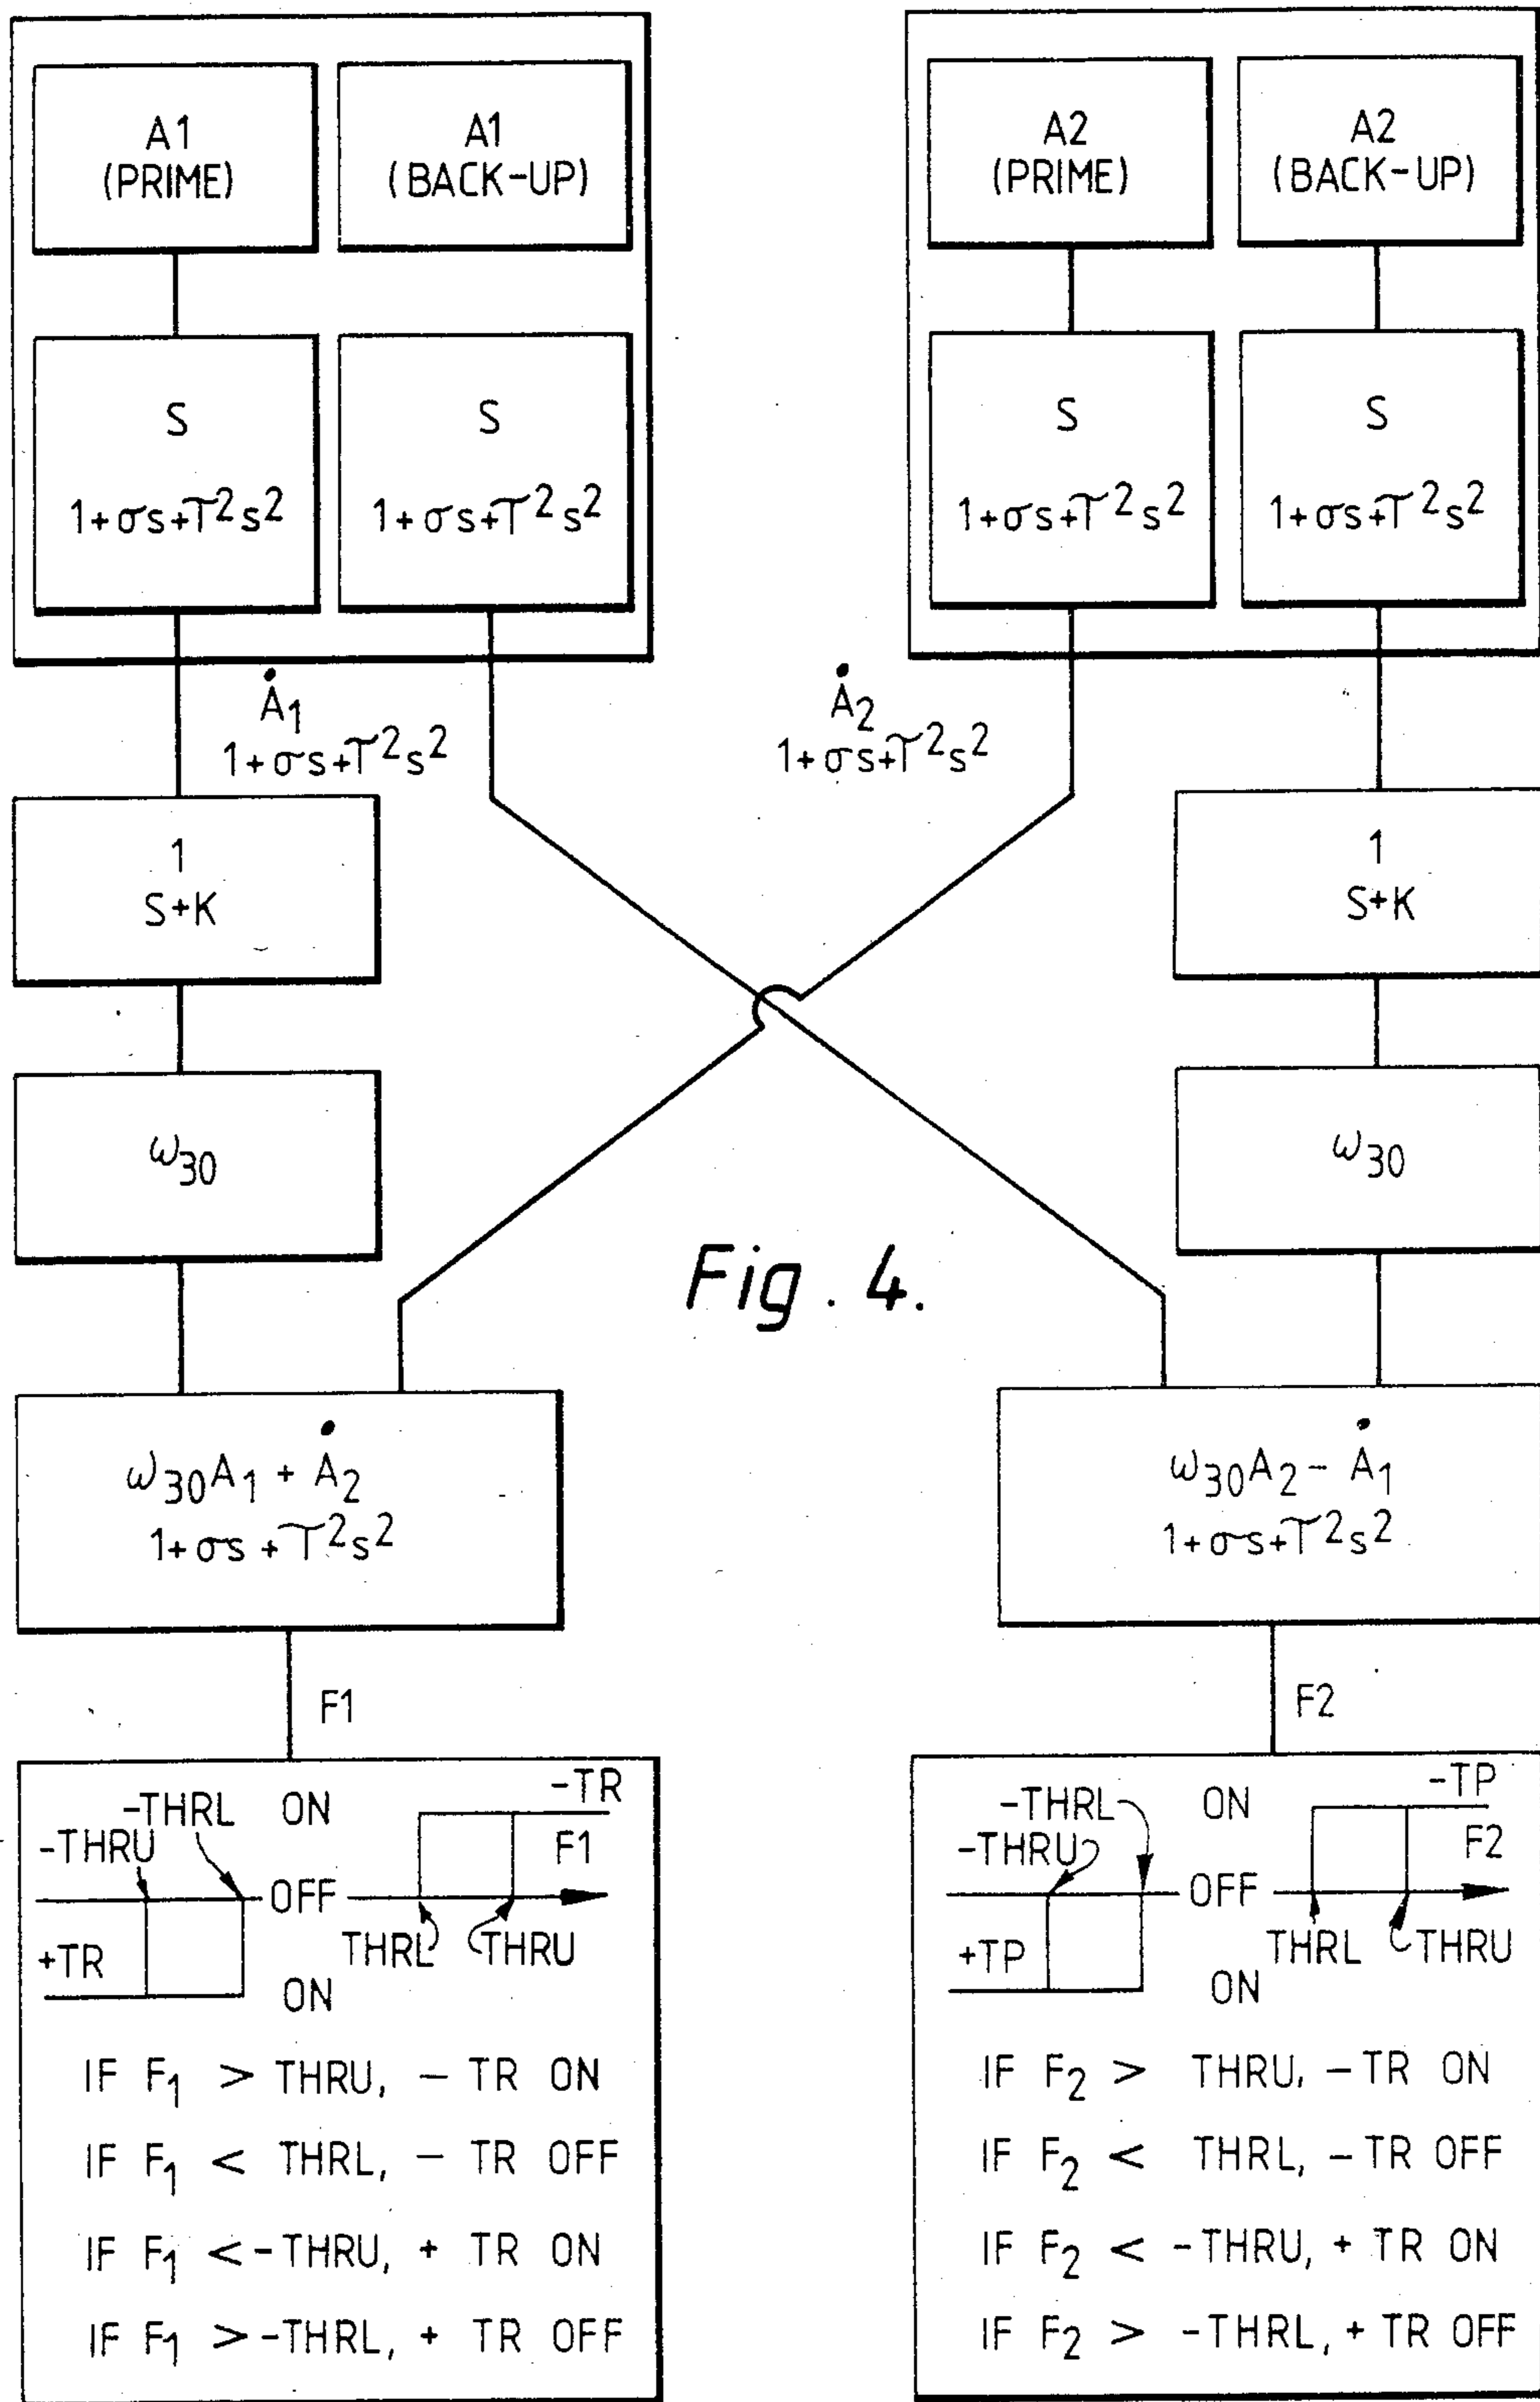 A1
(PRIME)
A1
(BACK-UP)
A2
(PRIME)
A2
(BACK-UP)
S
1+σs+T²s²
S
1+σs+T²s²
S
1+σs+T²s²
S
1+σs+T²s²
Ȧ₁
1+σs+T²s²
Ȧ₂
1+σs+T²s²
1
S+K
1
S+K
ω₃₀
ω₃₀
Fig. 4.
ω₃₀A₁ + Ȧ₂
1+σs+T²s²
ω₃₀A₂ - Ȧ₁
1+σs+T²s²
F1
F2
-THRL ON -TR
-THRU F1
OFF
+TR THRL THRU
ON
IF F₁ > THRU, - TR ON
IF F₁ < THRL, - TR OFF
IF F₁ < -THRU, + TR ON
IF F₁ > -THRL, + TR OFF
-THRL ON -TP
-THRU F2
OFF
+TP THRL THRU
ON
IF F₂ > THRU, - TR ON
IF F₂ < THRL, - TR OFF
IF F₂ < -THRU, + TR ON
IF F₂ > -THRL, + TR OFF